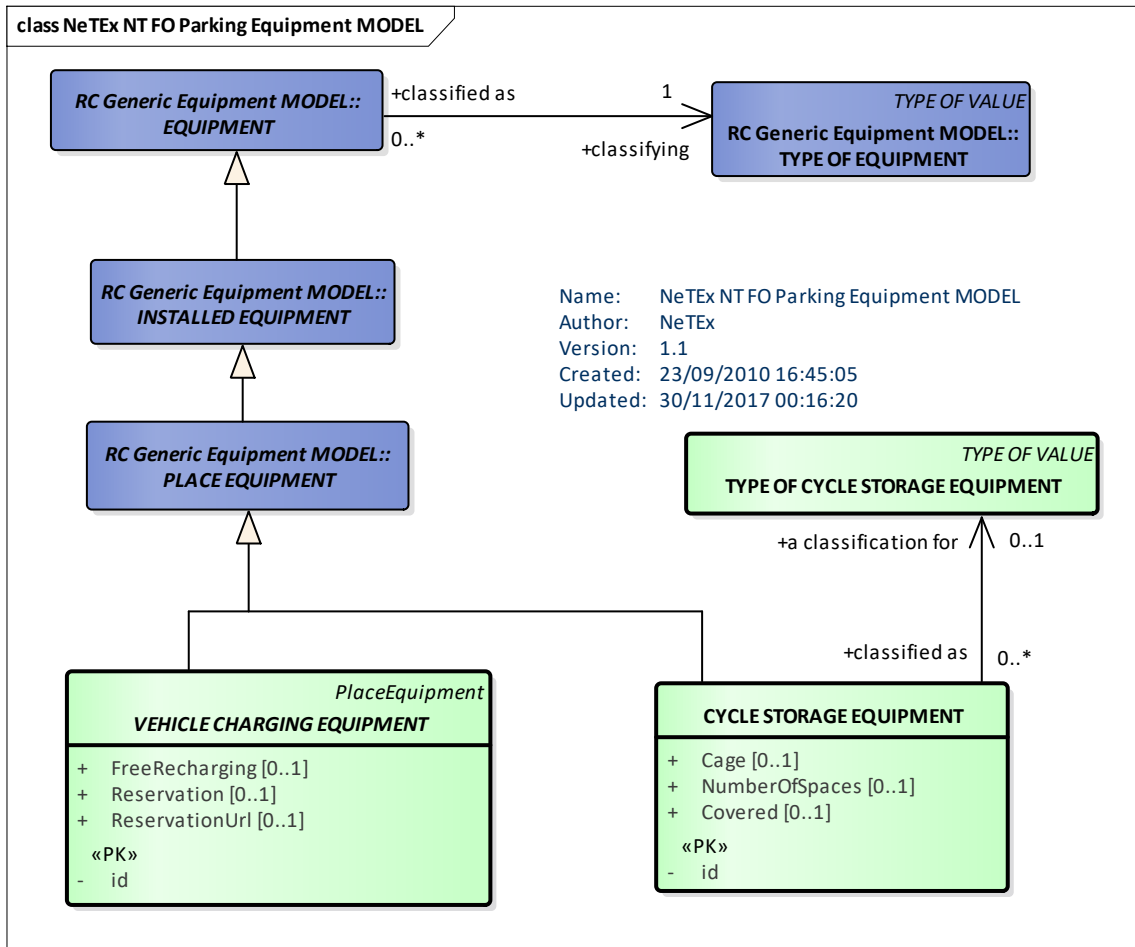 class NeTEx NT FO Parking Equipment MODEL
RC Generic Equipment MODEL::
EQUIPMENT
+classified as
0..*
1
+classifying
TYPE OF VALUE
RC Generic Equipment MODEL::
TYPE OF EQUIPMENT
RC Generic Equipment MODEL::
INSTALLED EQUIPMENT
Name: NeTEx NT FO Parking Equipment MODEL
Author: NeTEx
Version: 1.1
Created: 23/09/2010 16:45:05
Updated: 30/11/2017 00:16:20
RC Generic Equipment MODEL::
PLACE EQUIPMENT
TYPE OF VALUE
TYPE OF CYCLE STORAGE EQUIPMENT
+a classification for 0..1
+classified as 0..*
PlaceEquipment
VEHICLE CHARGING EQUIPMENT
+ FreeRecharging [0..1]
+ Reservation [0..1]
+ ReservationUrl [0..1]
«PK»
- id
CYCLE STORAGE EQUIPMENT
+ Cage [0..1]
+ NumberOfSpaces [0..1]
+ Covered [0..1]
«PK»
- id